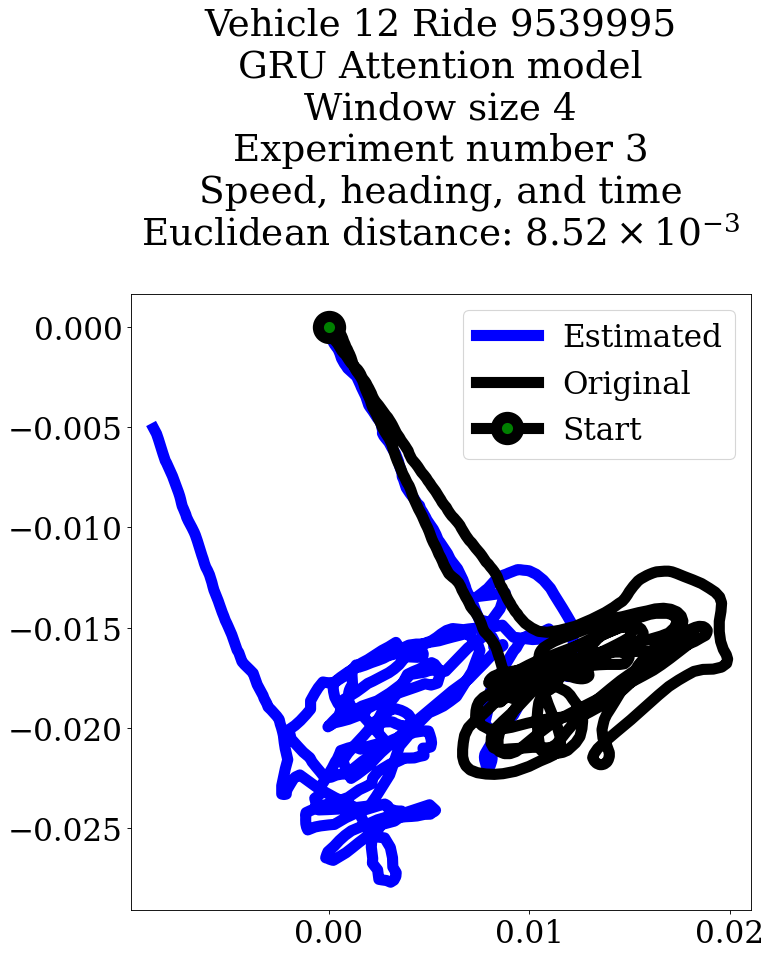 Vehicle 12 Ride 9539995
GRU Attention model
Window size 4
Experiment number 3
Speed, heading, and time
Euclidean distance: 8.52 × 10⁻³
Estimated
Original
Start
0.000
−0.005
−0.010
−0.015
−0.020
−0.025
0.00 0.01 0.02